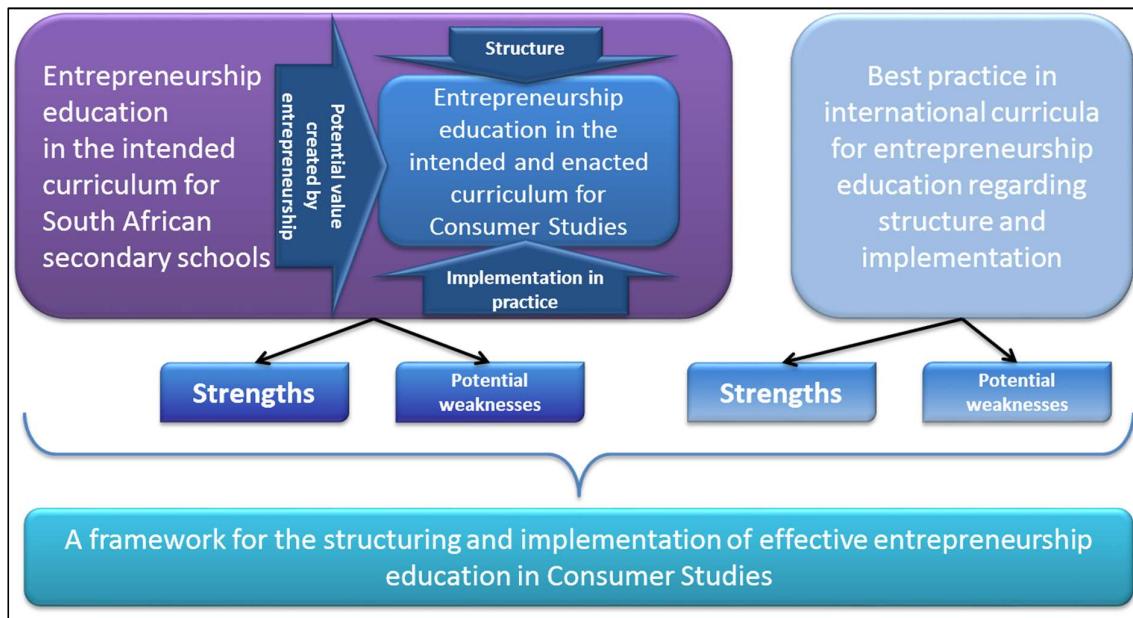 Entrepreneurship
education
in the intended
curriculum for
South African
secondary schools
Potential value
created by
entrepreneurship
Structure
Entrepreneurship
education in the
intended and enacted
curriculum for
Consumer Studies
Implementation in
practice
Best practice in
international curricula
for entrepreneurship
education regarding
structure and
implementation
Strengths
Potential
weaknesses
Strengths
Potential
weaknesses
A framework for the structuring and implementation of effective entrepreneurship
education in Consumer Studies